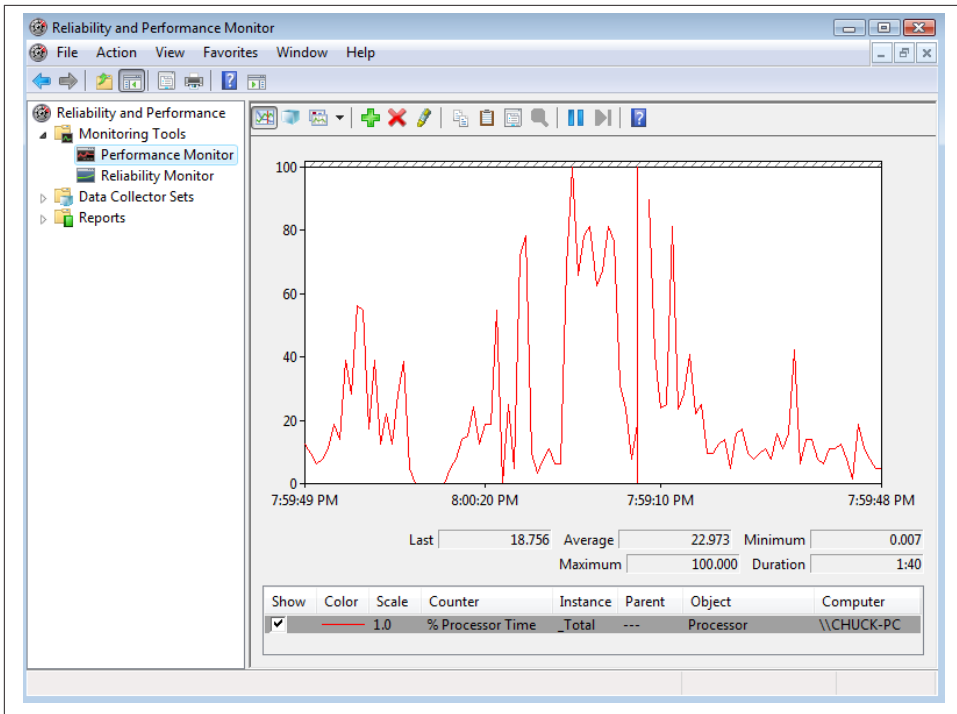 Reliability and Performance Monitor
File Action View Favorites Window Help
Reliability and Performance
Monitoring Tools
Performance Monitor
Reliability Monitor
Data Collector Sets
Reports
100
80
60
40
20
0
7:59:49 PM 8:00:20 PM 7:59:10 PM 7:59:48 PM
Last 18.756 Average 22.973 Minimum 0.007
Maximum 100.000 Duration 1:40
Show Color Scale Counter Instance Parent Object Computer
1.0 % Processor Time _Total --- Processor \\CHUCK-PC